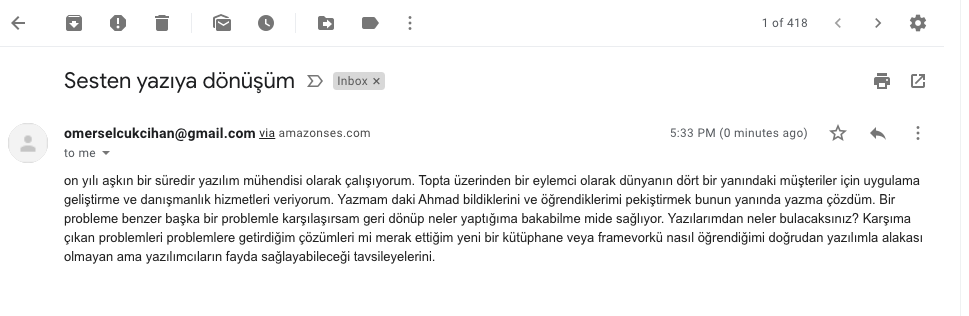 1 of 418
Sesten yazıya dönüşüm Inbox ×
omerselcukcihan@gmail.com via amazonses.com 5:33 PM (0 minutes ago)
to me
on yılı aşkın bir süredir yazılım mühendisi olarak çalışıyorum. Topta üzerinden bir eylemci olarak dünyanın dört bir yanındaki müşteriler için uygulama
geliştirme ve danışmanlık hizmetleri veriyorum. Yazmam daki Ahmad bildiklerini ve öğrendiklerimi pekiştirmek bunun yanında yazma çözdüm. Bir
probleme benzer başka bir problemle karşılaşırsam geri dönüp neler yaptığıma bakabilme mide sağlıyor. Yazılarımdan neler bulacaksınız? Karşıma
çıkan problemleri problemlere getirdiğim çözümleri mi merak ettiğim yeni bir kütüphane veya framevorkü nasıl öğrendiğimi doğrudan yazılımla alakası
olmayan ama yazılımcıların fayda sağlayabileceği tavsileyelerini.